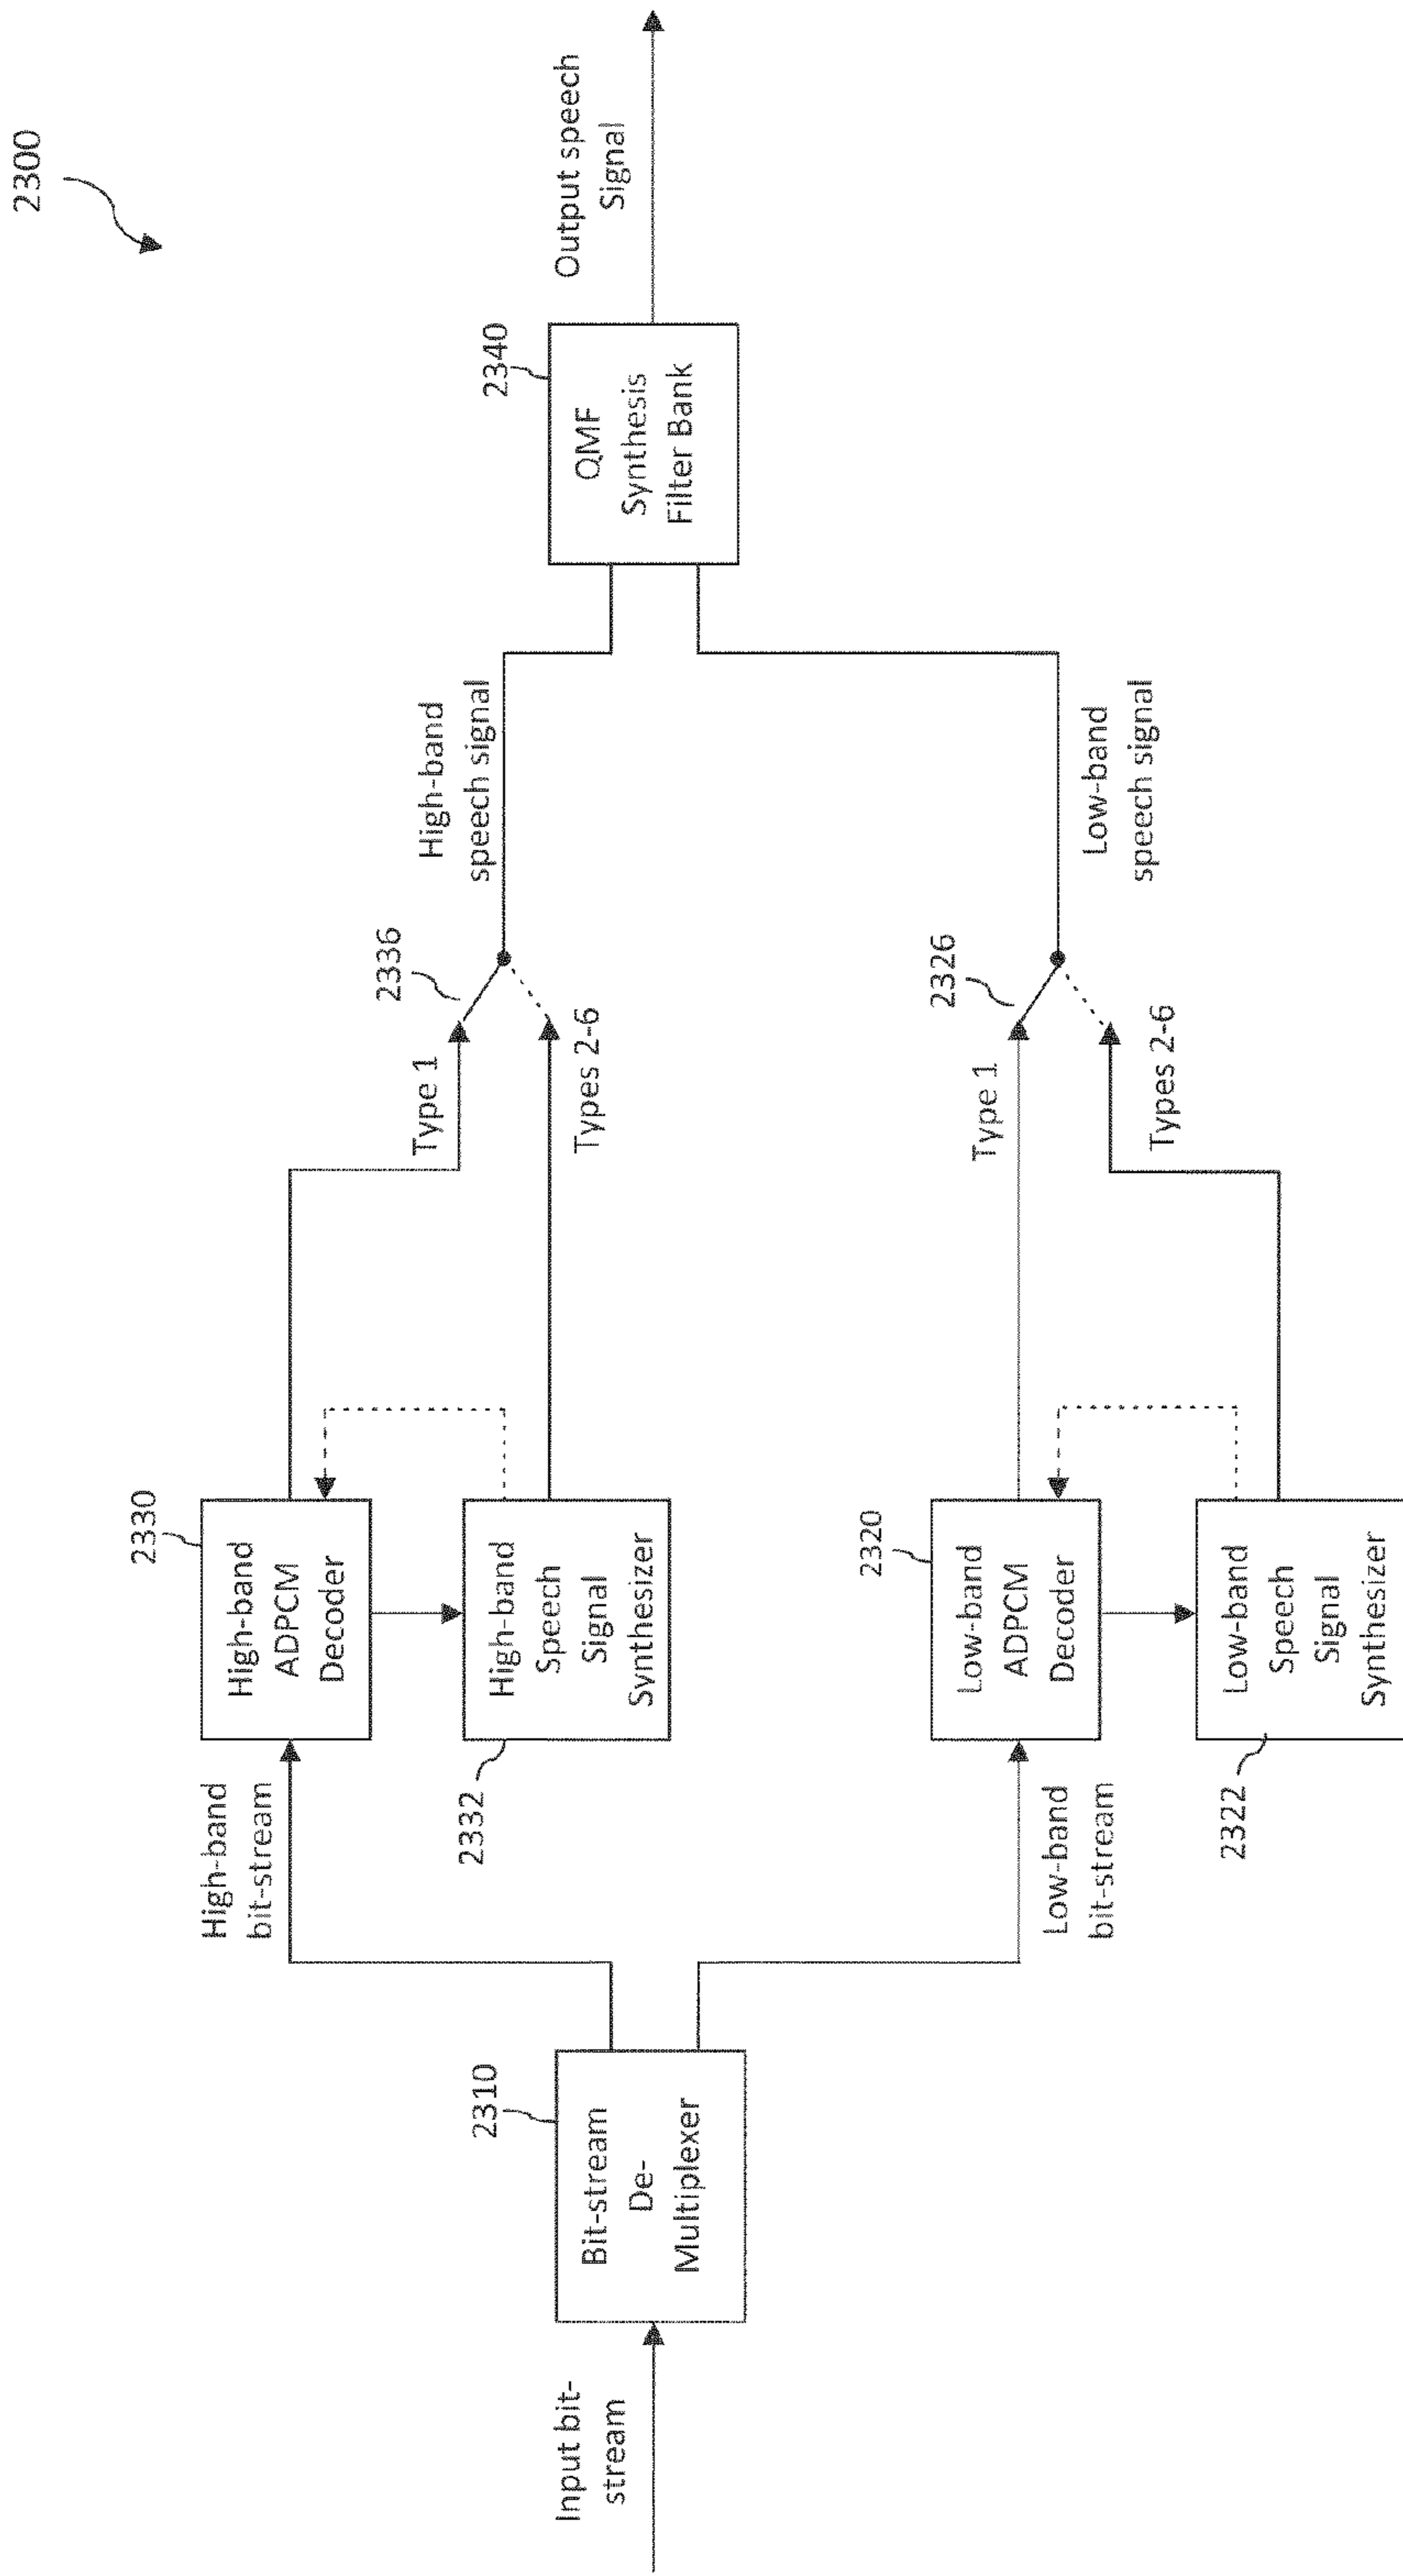 2300
Input bit-
stream
2310
Bit-stream
De-
Multiplexer
High-band
bit-stream
2330
High-band
ADPCM
Decoder
2332
High-band
Speech
Signal
Synthesizer
Type 1
2336
Types 2-6
High-band
speech signal
Low-band
bit-stream
2320
Low-band
ADPCM
Decoder
2322
Low-band
Speech
Signal
Synthesizer
Type 1
2326
Types 2-6
Low-band
speech signal
2340
QMF
Synthesis
Filter Bank
Output speech
Signal